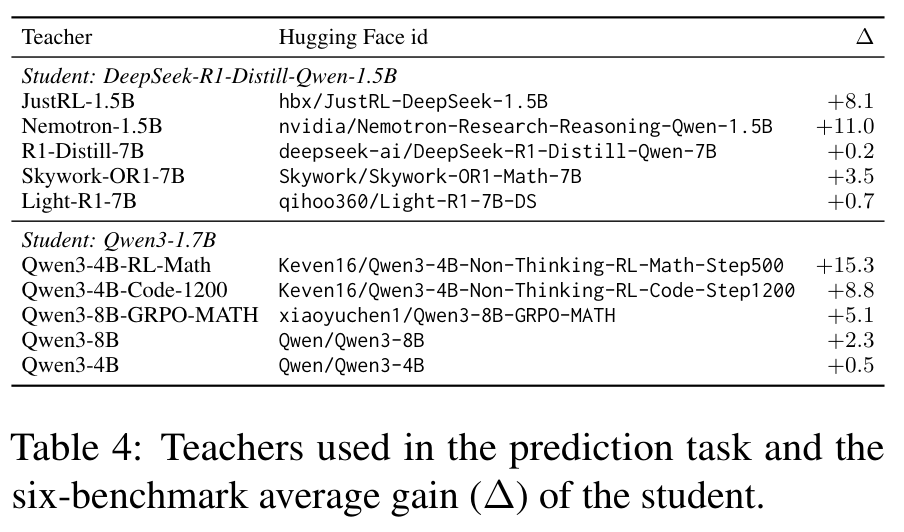 Teacher Hugging Face id Δ
Student: DeepSeek-R1-Distill-Qwen-1.5B
JustRL-1.5B hbx/JustRL-DeepSeek-1.5B +8.1
Nemotron-1.5B nvidia/Nemotron-Research-Reasoning-Qwen-1.5B +11.0
R1-Distill-7B deepseek-ai/DeepSeek-R1-Distill-Qwen-7B +0.2
Skywork-OR1-7B Skywork/Skywork-OR1-Math-7B +3.5
Light-R1-7B qihoo360/Light-R1-7B-DS +0.7
Student: Qwen3-1.7B
Qwen3-4B-RL-Math Keven16/Qwen3-4B-Non-Thinking-RL-Math-Step500 +15.3
Qwen3-4B-Code-1200 Keven16/Qwen3-4B-Non-Thinking-RL-Code-Step1200 +8.8
Qwen3-8B-GRPO-MATH xiaoyuchen1/Qwen3-8B-GRPO-MATH +5.1
Qwen3-8B Qwen/Qwen3-8B +2.3
Qwen3-4B Qwen/Qwen3-4B +0.5
Table 4: Teachers used in the prediction task and the
six-benchmark average gain (Δ) of the student.